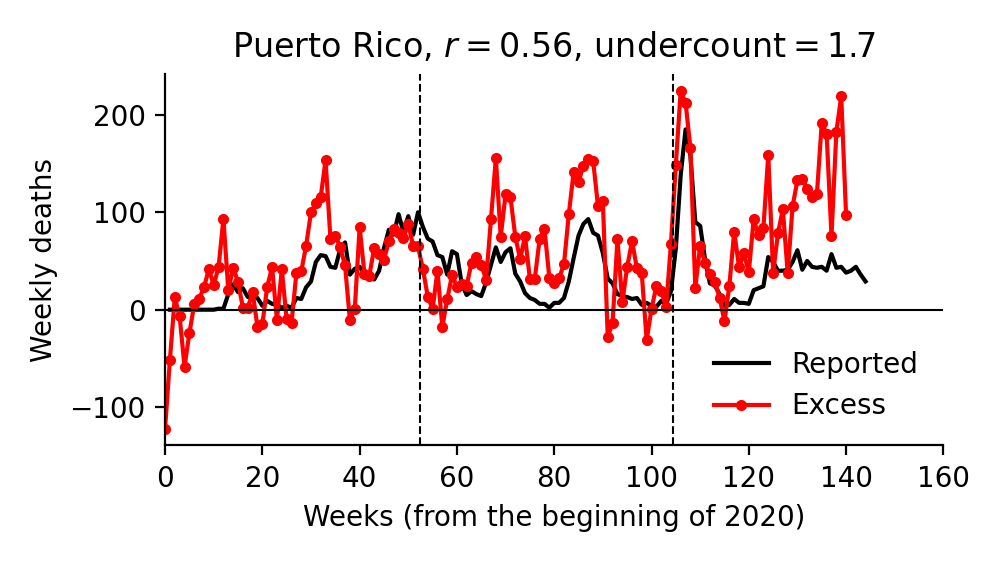 Puerto Rico, r = 0.56, undercount = 1.7
Weekly deaths
200
100
0
−100
Reported
Excess
0 20 40 60 80 100 120 140 160
Weeks (from the beginning of 2020)